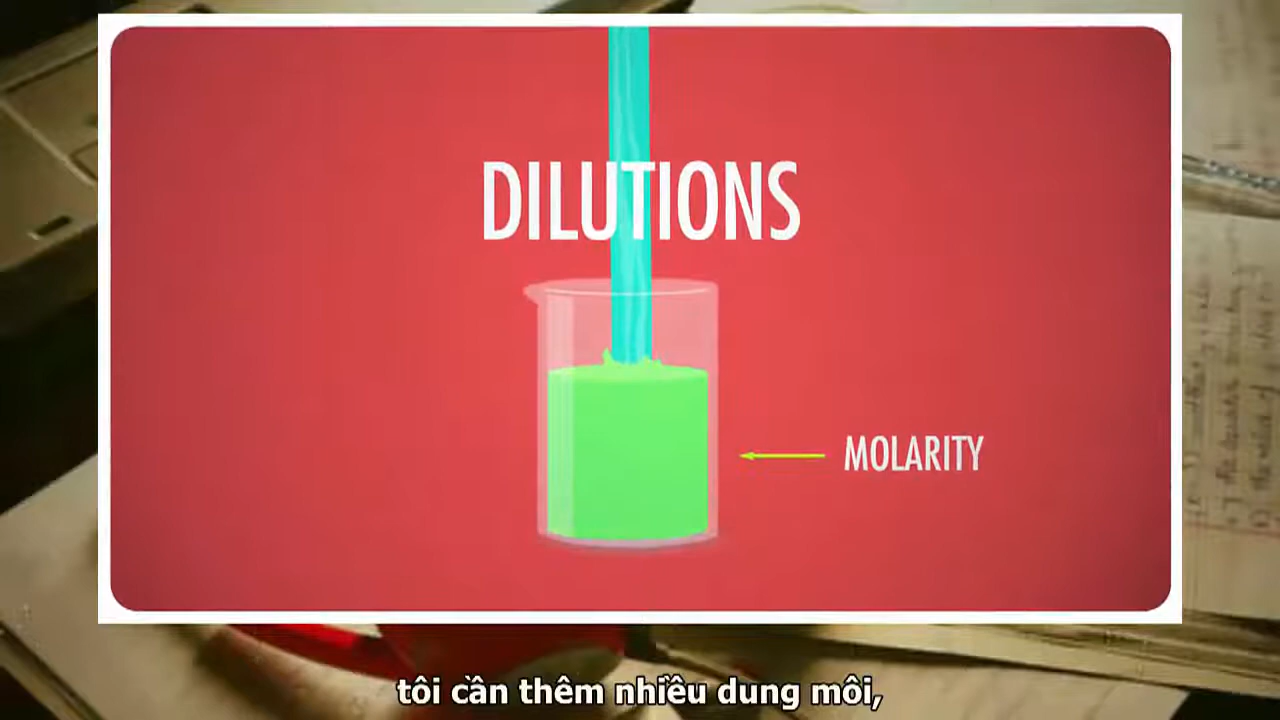 DILUTIONS
MOLARITY
tôi cần thêm nhiều dung môi,